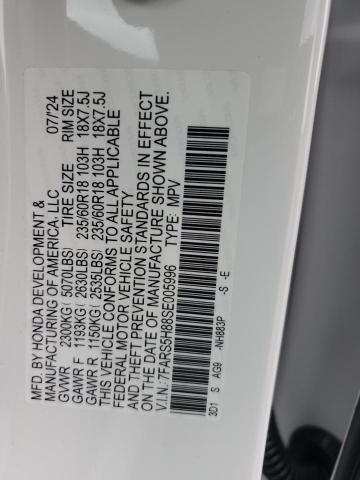 MFD. BY HONDA DEVELOPMENT & 07/'24
MANUFACTURING OF AMERICA, LLC
GVWR 2300KG (5070LBS) TIRE SIZE RIM SIZE
GAWR F 1193KG (2630LBS) 235/60R18 103H 18X7.5J
GAWR R 1150KG (2535LBS) 235/60R18 103H 18X7.5J
THIS VEHICLE CONFORMS TO ALL APPLICABLE
FEDERAL MOTOR VEHICLE SAFETY
AND THEFT PREVENTION STANDARDS IN EFFECT
ON THE DATE OF MANUFACTURE SHOWN ABOVE.
V.I.N.: 7FARS5H88SE005996 TYPE: MPV
3D1 S AG9 -NH883P -S -E